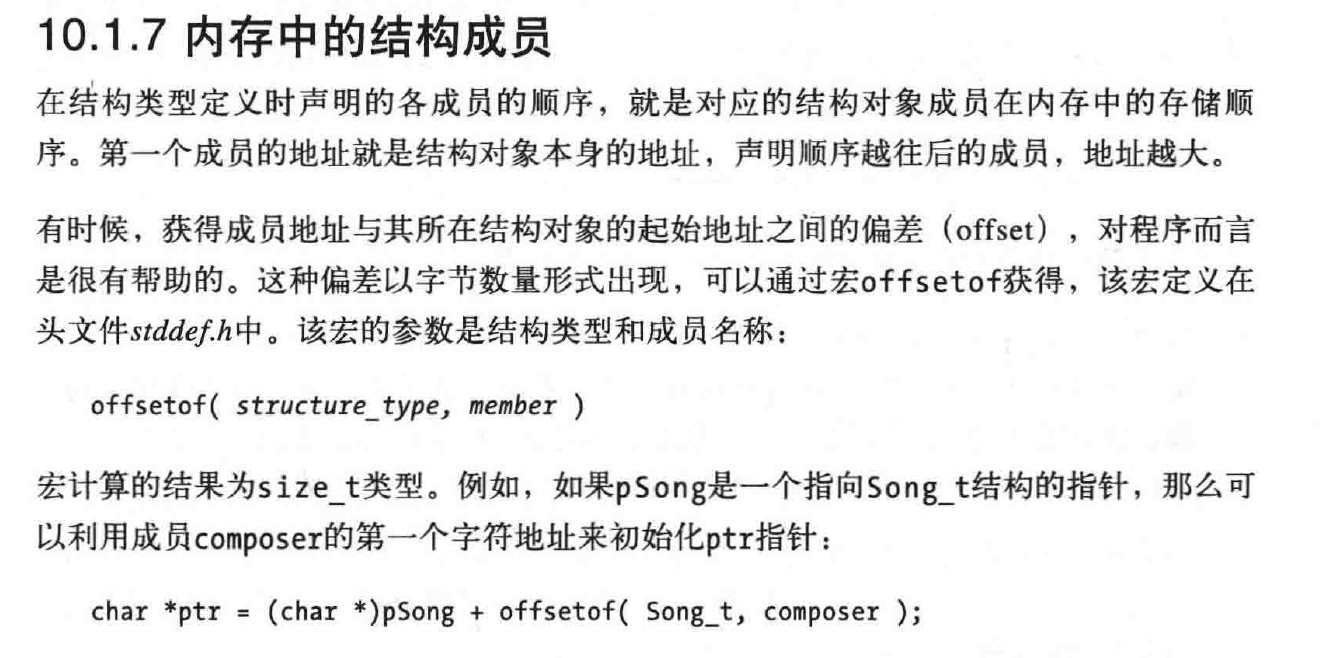 10.1.7 内存中的结构成员
在结构类型定义时声明的各成员的顺序，就是对应的结构对象成员在内存中的存储顺
序。第一个成员的地址就是结构对象本身的地址，声明顺序越往后的成员，地址越大。
有时候，获得成员地址与其所在结构对象的起始地址之间的偏差（offset），对程序而言
是很有帮助的。这种偏差以字节数量形式出现，可以通过宏offsetof获得，该宏定义在
头文件stddef.h中。该宏的参数是结构类型和成员名称：
offsetof( structure_type, member )
宏计算的结果为size_t类型。例如，如果pSong是一个指向Song_t结构的指针，那么可
以利用成员composer的第一个字符地址来初始化ptr指针：
char *ptr = (char *)pSong + offsetof( Song_t, composer );